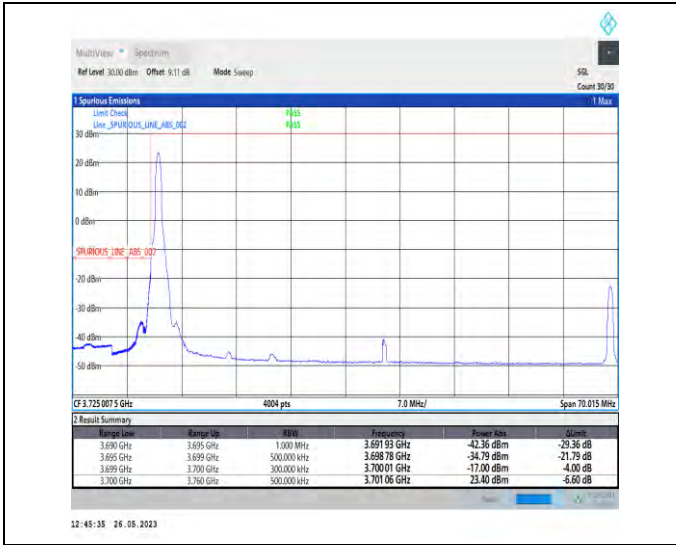 MultiView Spectrum
Ref Level 30.00 dBm Offset 9.11 dB Mode Sweep SGL
Count 30/30
1 Spurious Emissions 1 Max
Limit Check PASS
Line _SPURIOUS_LINE_ABS_002 PASS
30 dBm
20 dBm
10 dBm
0 dBm
_SPURIOUS_LINE_ABS_002
-20 dBm
-30 dBm
-40 dBm
-50 dBm
CF 3.725 007 5 GHz 4004 pts 7.0 MHz/ Span 70.015 MHz
2 Result Summary
Range Low Range Up RBW Frequency Power Abs ΔLimit
3.690 GHz 3.695 GHz 1.000 MHz 3.691 93 GHz -42.36 dBm -29.36 dB
3.695 GHz 3.699 GHz 500.000 kHz 3.698 78 GHz -34.79 dBm -21.79 dB
3.699 GHz 3.700 GHz 300.000 kHz 3.700 01 GHz -17.00 dBm -4.00 dB
3.700 GHz 3.760 GHz 500.000 kHz 3.701 06 GHz 23.40 dBm -6.60 dB
12:45:35 26.05.2023